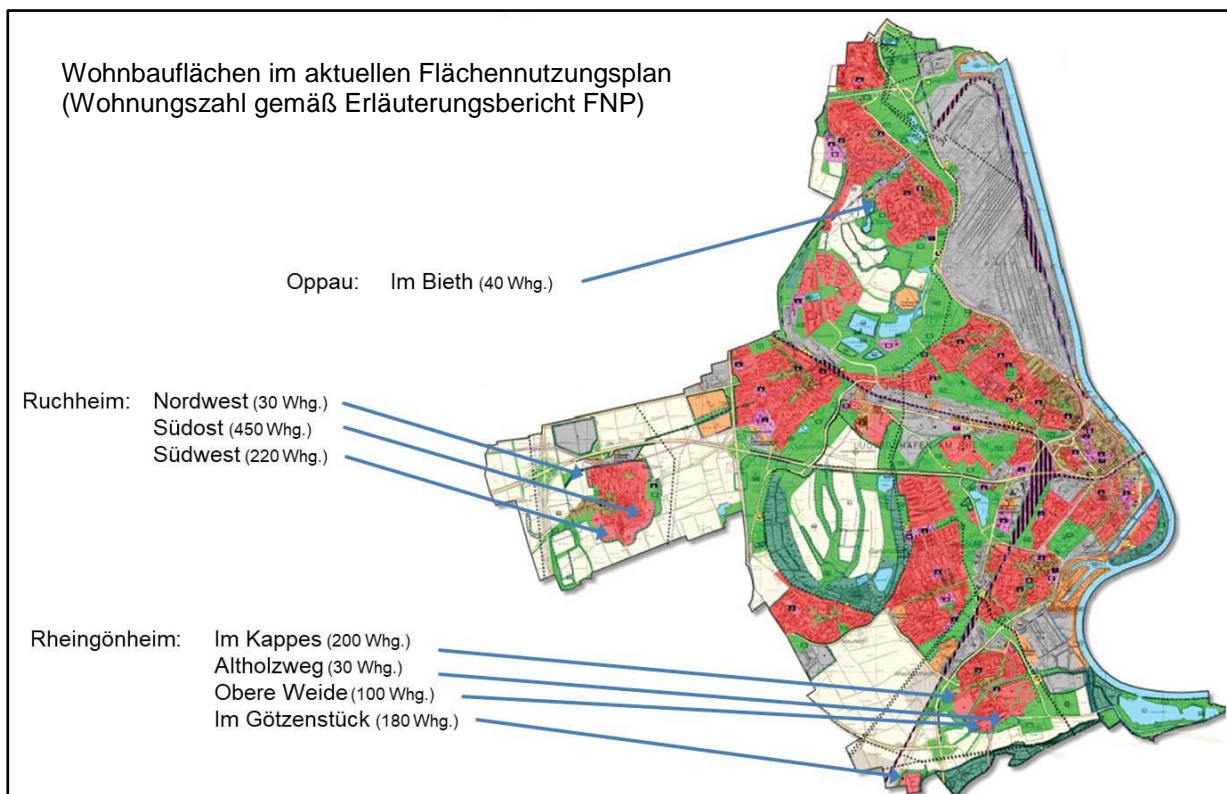 Wohnbauflächen im aktuellen Flächennutzungsplan
(Wohnungszahl gemäß Erläuterungsbericht FNP)
Oppau: Im Bieth (40 Whg.)
Ruchheim: Nordwest (30 Whg.)
Südost (450 Whg.)
Südwest (220 Whg.)
Rheingönheim: Im Kappes (200 Whg.)
Altholzweg (30 Whg.)
Obere Weide (100 Whg.)
Im Götzenstück (180 Whg.)